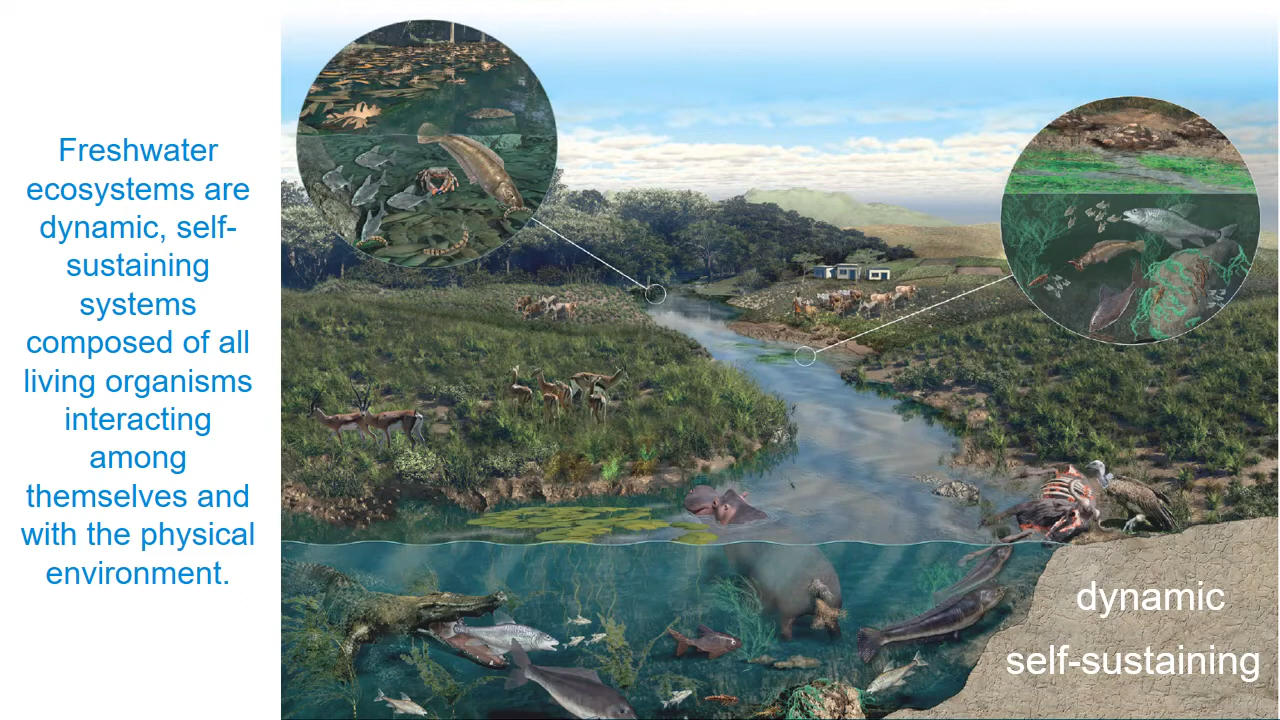 Freshwater
ecosystems are
dynamic, self-
sustaining
systems
composed of all
living organisms
interacting
among
themselves and
with the physical
environment.
dynamic
self-sustaining